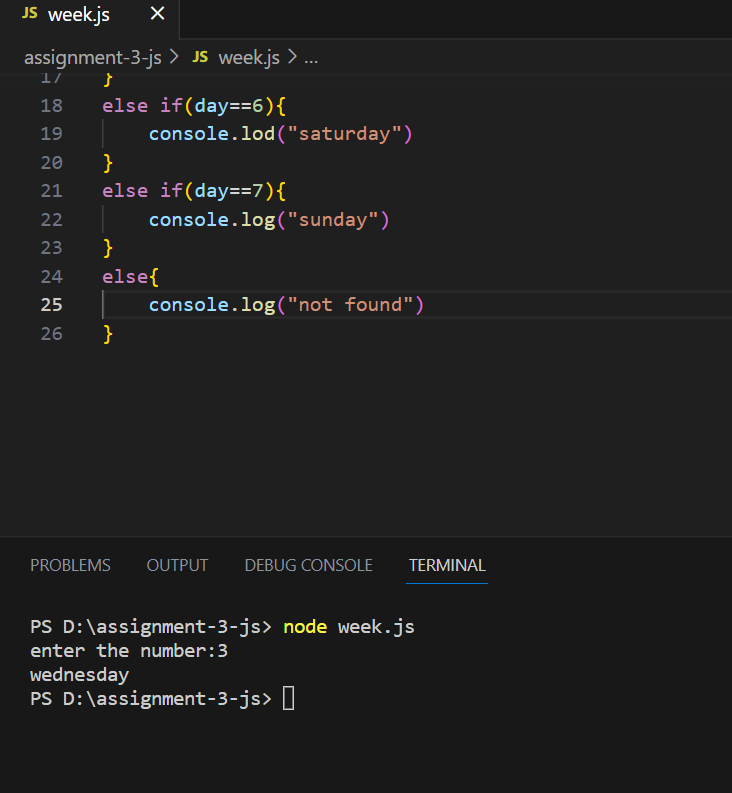 JS week.js ×
assignment-3-js > JS week.js > ...
17 }
18 else if(day==6){
19 console.lod("saturday")
20 }
21 else if(day==7){
22 console.log("sunday")
23 }
24 else{
25 console.log("not found")
26 }
PROBLEMS OUTPUT DEBUG CONSOLE TERMINAL
PS D:\assignment-3-js> node week.js
enter the number:3
wednesday
PS D:\assignment-3-js>